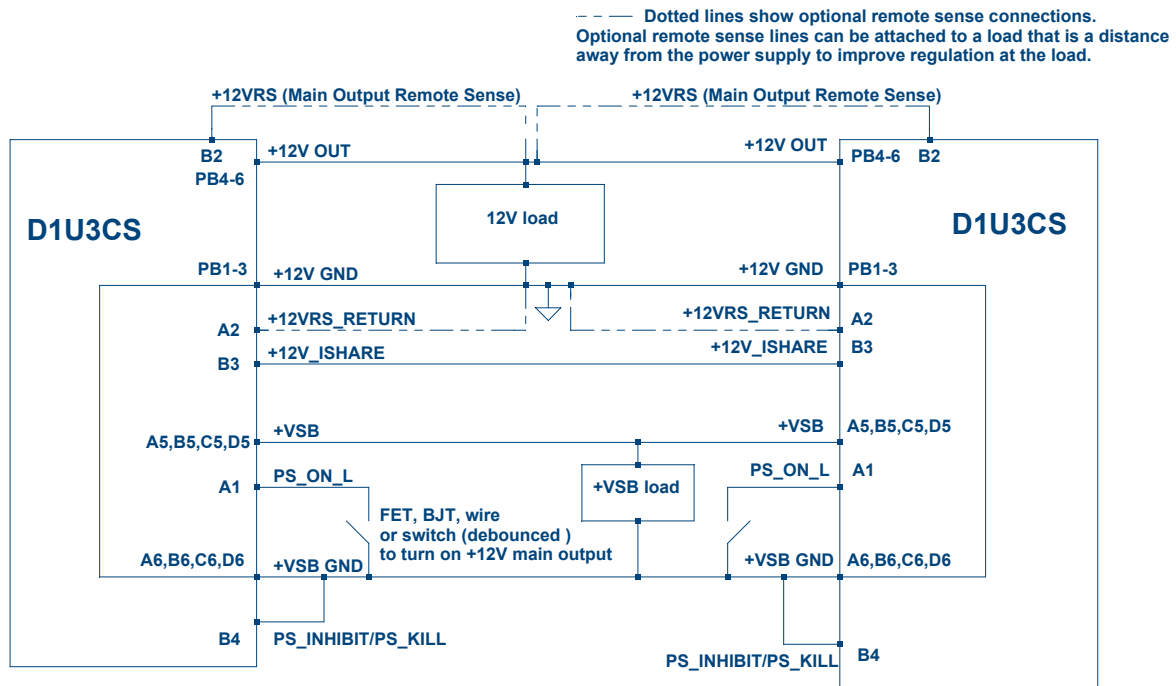 Dotted lines show optional remote sense connections.
Optional remote sense lines can be attached to a load that is a distance
away from the power supply to improve regulation at the load.
+12VRS (Main Output Remote Sense)
+12VRS (Main Output Remote Sense)
B2
+12V OUT
+12V OUT
PB4-6
B2
PB4-6
D1U3CS
12V load
D1U3CS
PB1-3
+12V GND
+12V GND
PB1-3
A2
+12VRS_RETURN
+12VRS_RETURN
A2
B3
+12V_ISHARE
+12V_ISHARE
B3
A5,B5,C5,D5
+VSB
+VSB
A5,B5,C5,D5
A1
PS_ON_L
PS_ON_L
A1
+VSB load
FET, BJT, wire
or switch (debounced )
to turn on +12V main output
A6,B6,C6,D6
+VSB GND
+VSB GND
A6,B6,C6,D6
B4
PS_INHIBIT/PS_KILL
PS_INHIBIT/PS_KILL
B4